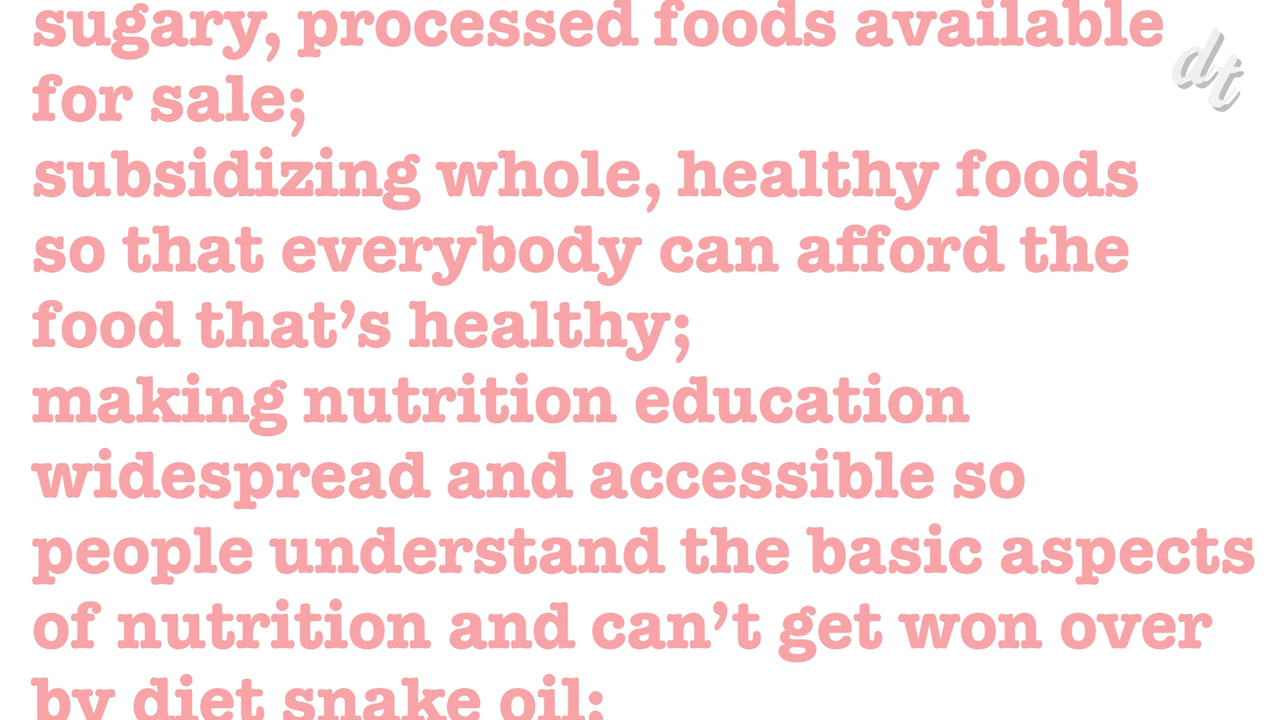 sugary, processed foods available
dt
for sale;
subsidizing whole, healthy foods
so that everybody can afford the
food that’s healthy;
making nutrition education
widespread and accessible so
people understand the basic aspects
of nutrition and can’t get won over
by diet snake oil;